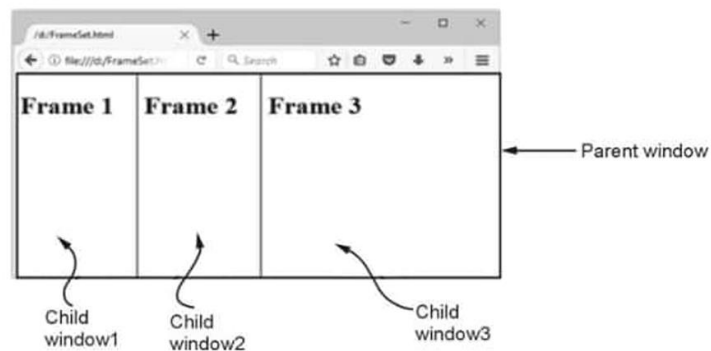 /d:/FrameSet.html
file:///d:/FrameSet.h
Search
Frame 1
Frame 2
Frame 3
Parent window
Child
window1
Child
window2
Child
window3